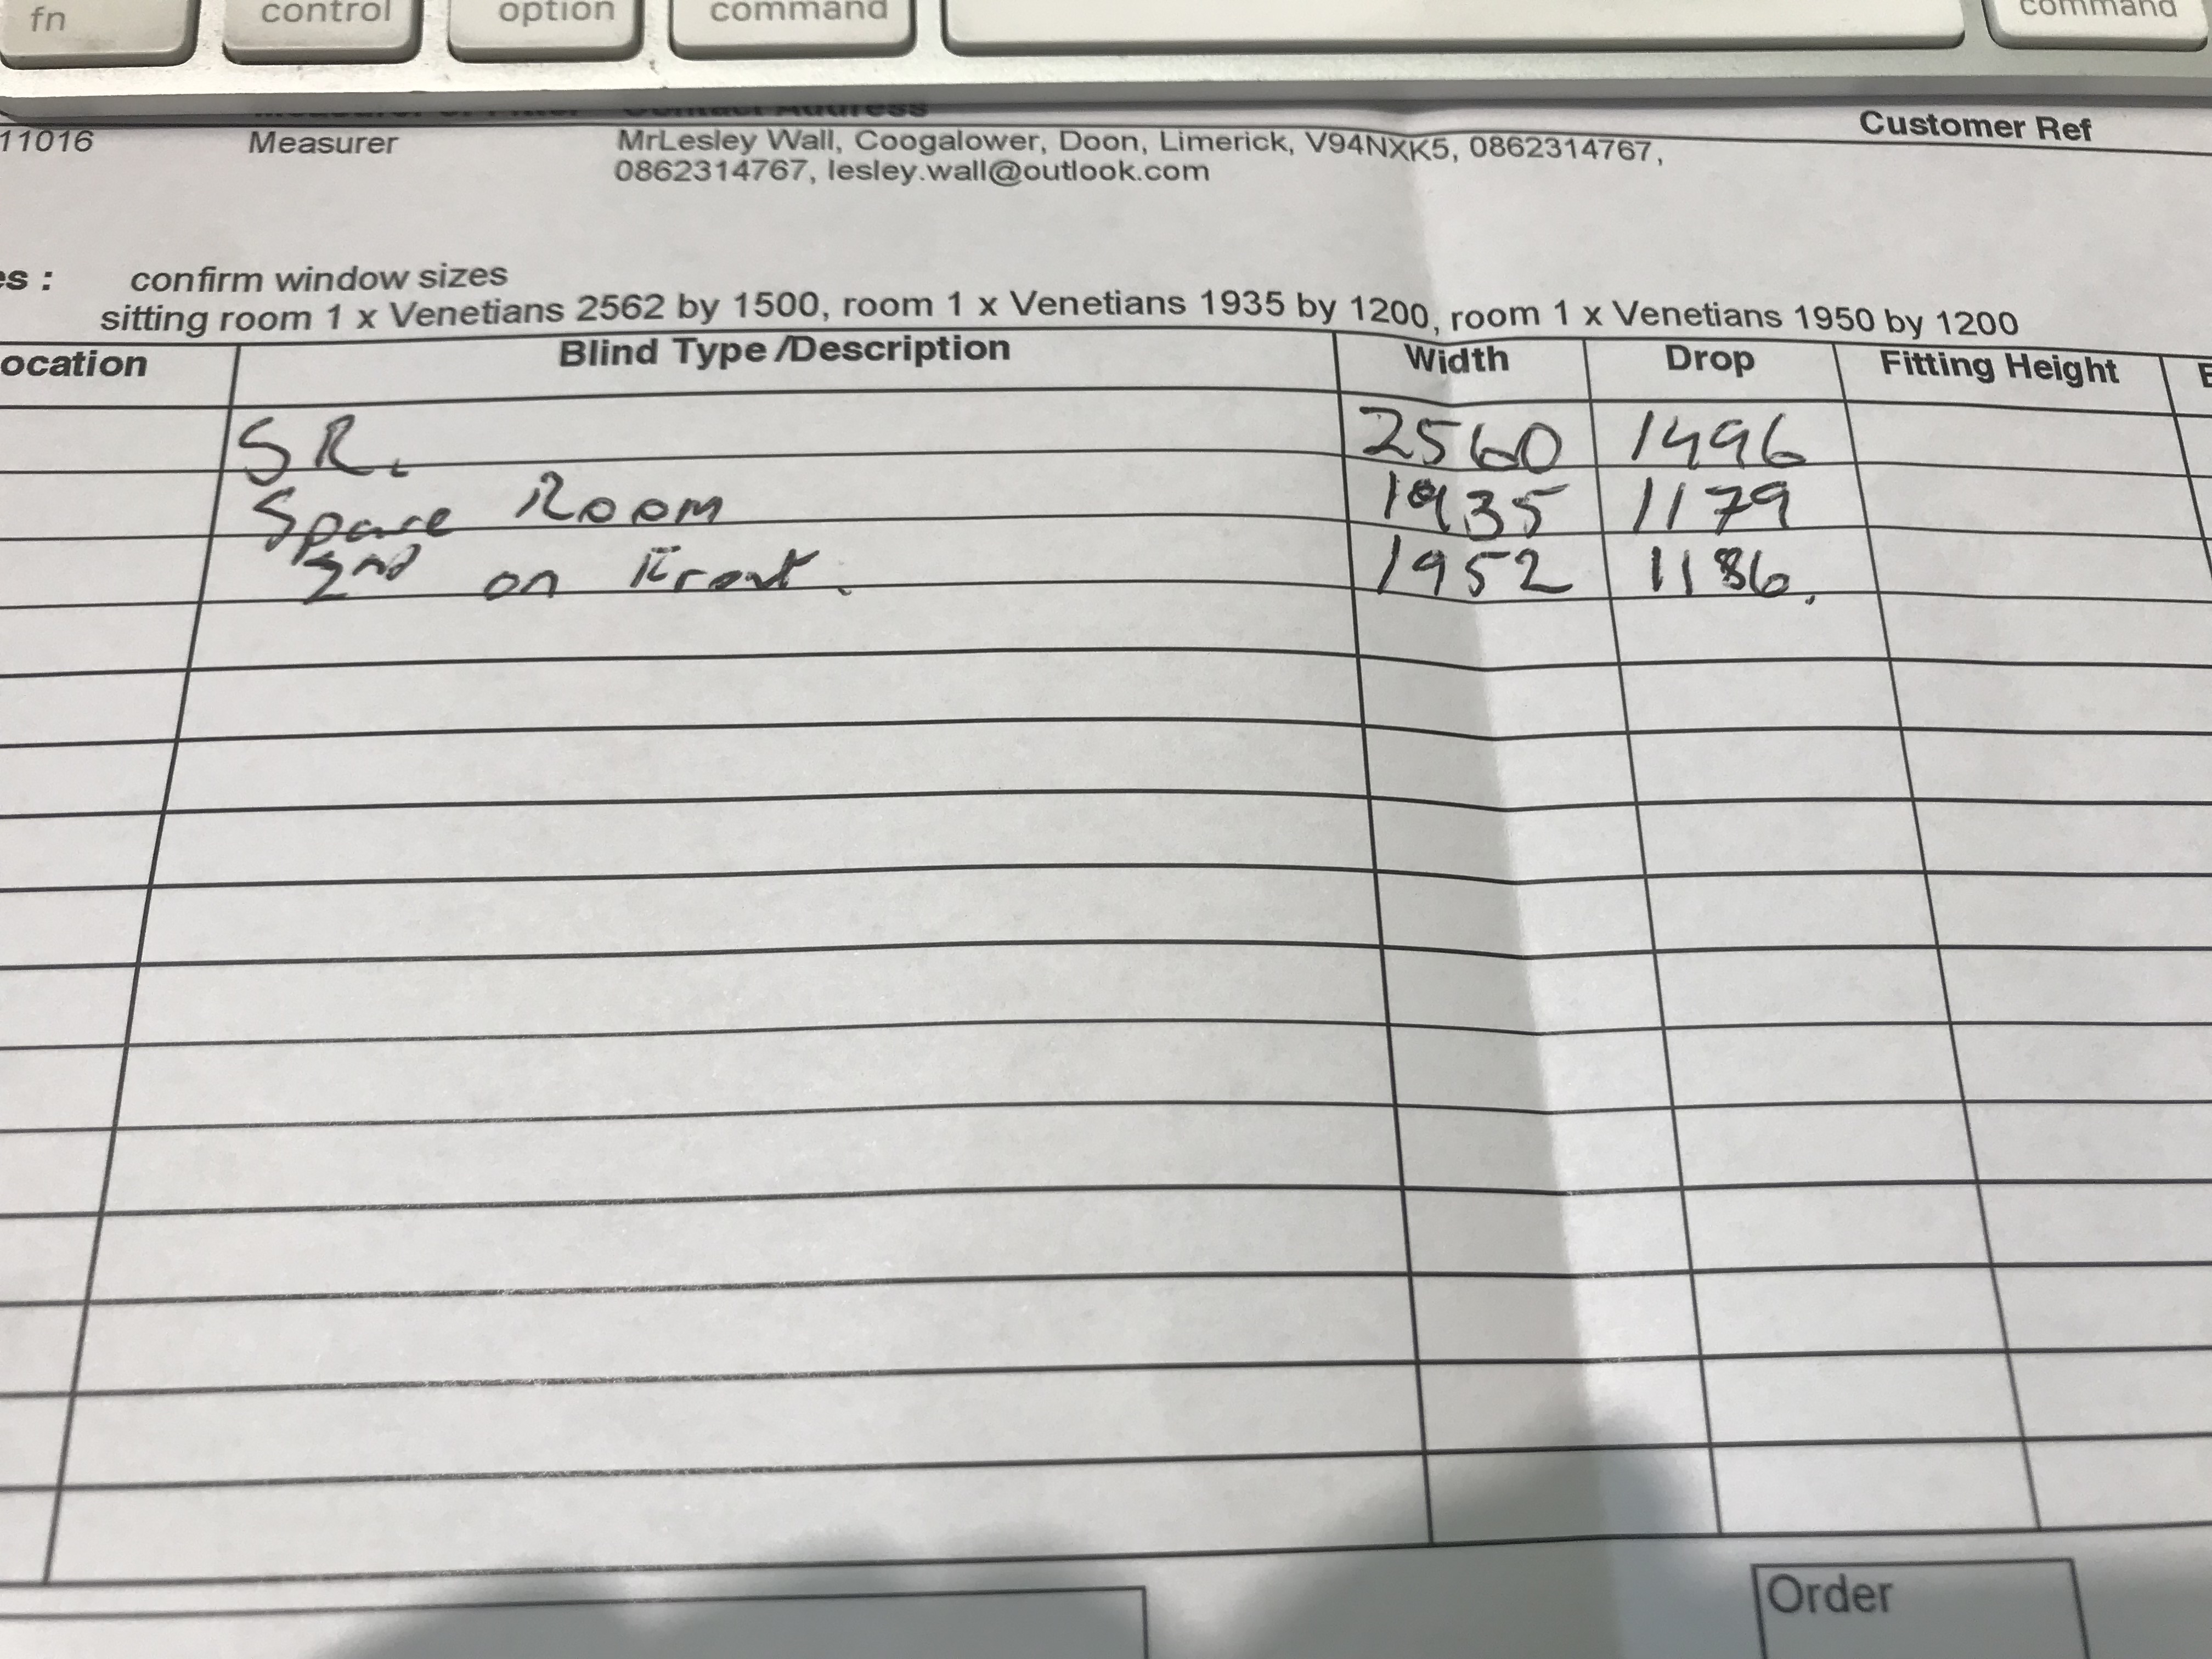 fn control option command command
Contact Address
Customer Ref
11016 Measurer MrLesley Wall, Coogalower, Doon, Limerick, V94NXK5, 0862314767,
0862314767, lesley.wall@outlook.com
es : confirm window sizes
sitting room 1 x Venetians 2562 by 1500, room 1 x Venetians 1935 by 1200, room 1 x Venetians 1950 by 1200
ocation Blind Type /Description Width Drop Fitting Height
SR. 2560 1496
Spare Room 1935 1179
2nd on Front. 1952 1186.
Order